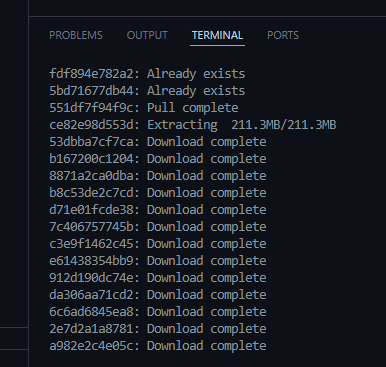 PROBLEMS OUTPUT TERMINAL PORTS
fdf894e782a2: Already exists
5bd71677db44: Already exists
551df7f94f9c: Pull complete
ce82e98d553d: Extracting  211.3MB/211.3MB
53dbba7cf7ca: Download complete
b167200c1204: Download complete
8871a2ca0dba: Download complete
b8c53de2c7cd: Download complete
d71e01fcde38: Download complete
7c406757745b: Download complete
c3e9f1462c45: Download complete
e61438354bb9: Download complete
912d190dc74e: Download complete
da306aa71cd2: Download complete
6c6ad6845ea8: Download complete
2e7d2a1a8781: Download complete
a982e2c4e05c: Download complete